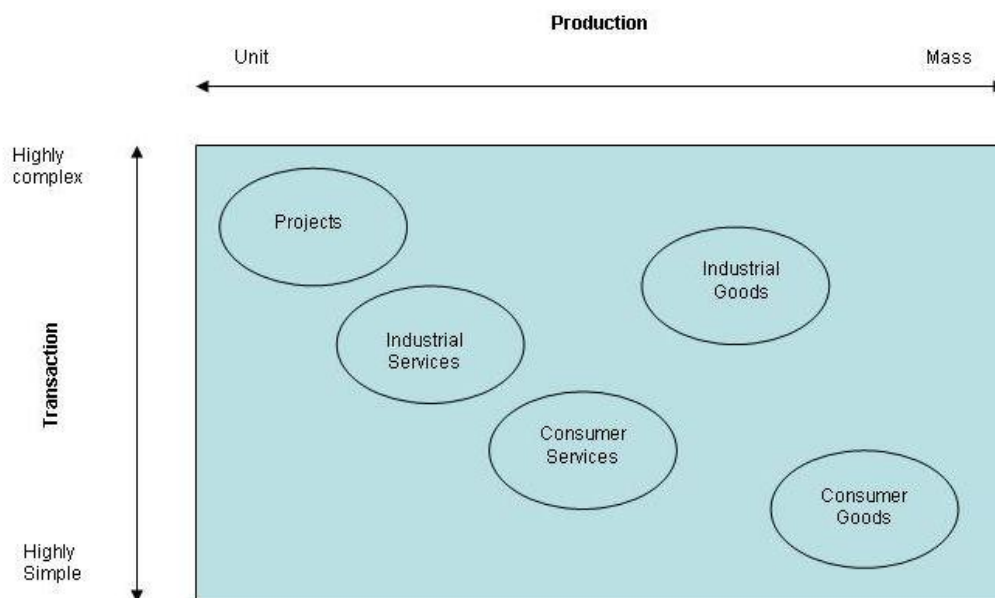 Production
Unit
Mass
Highly
complex
Projects
Industrial
Goods
Industrial
Services
Transaction
Consumer
Services
Consumer
Goods
Highly
Simple